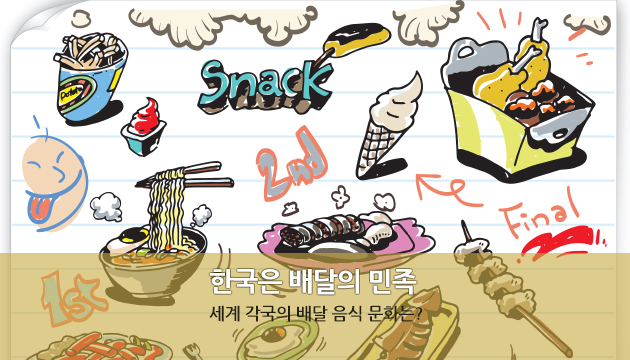 Snack
2nd
Final
1st
한국은 배달의 민족
세계 각국의 배달 음식 문화는?